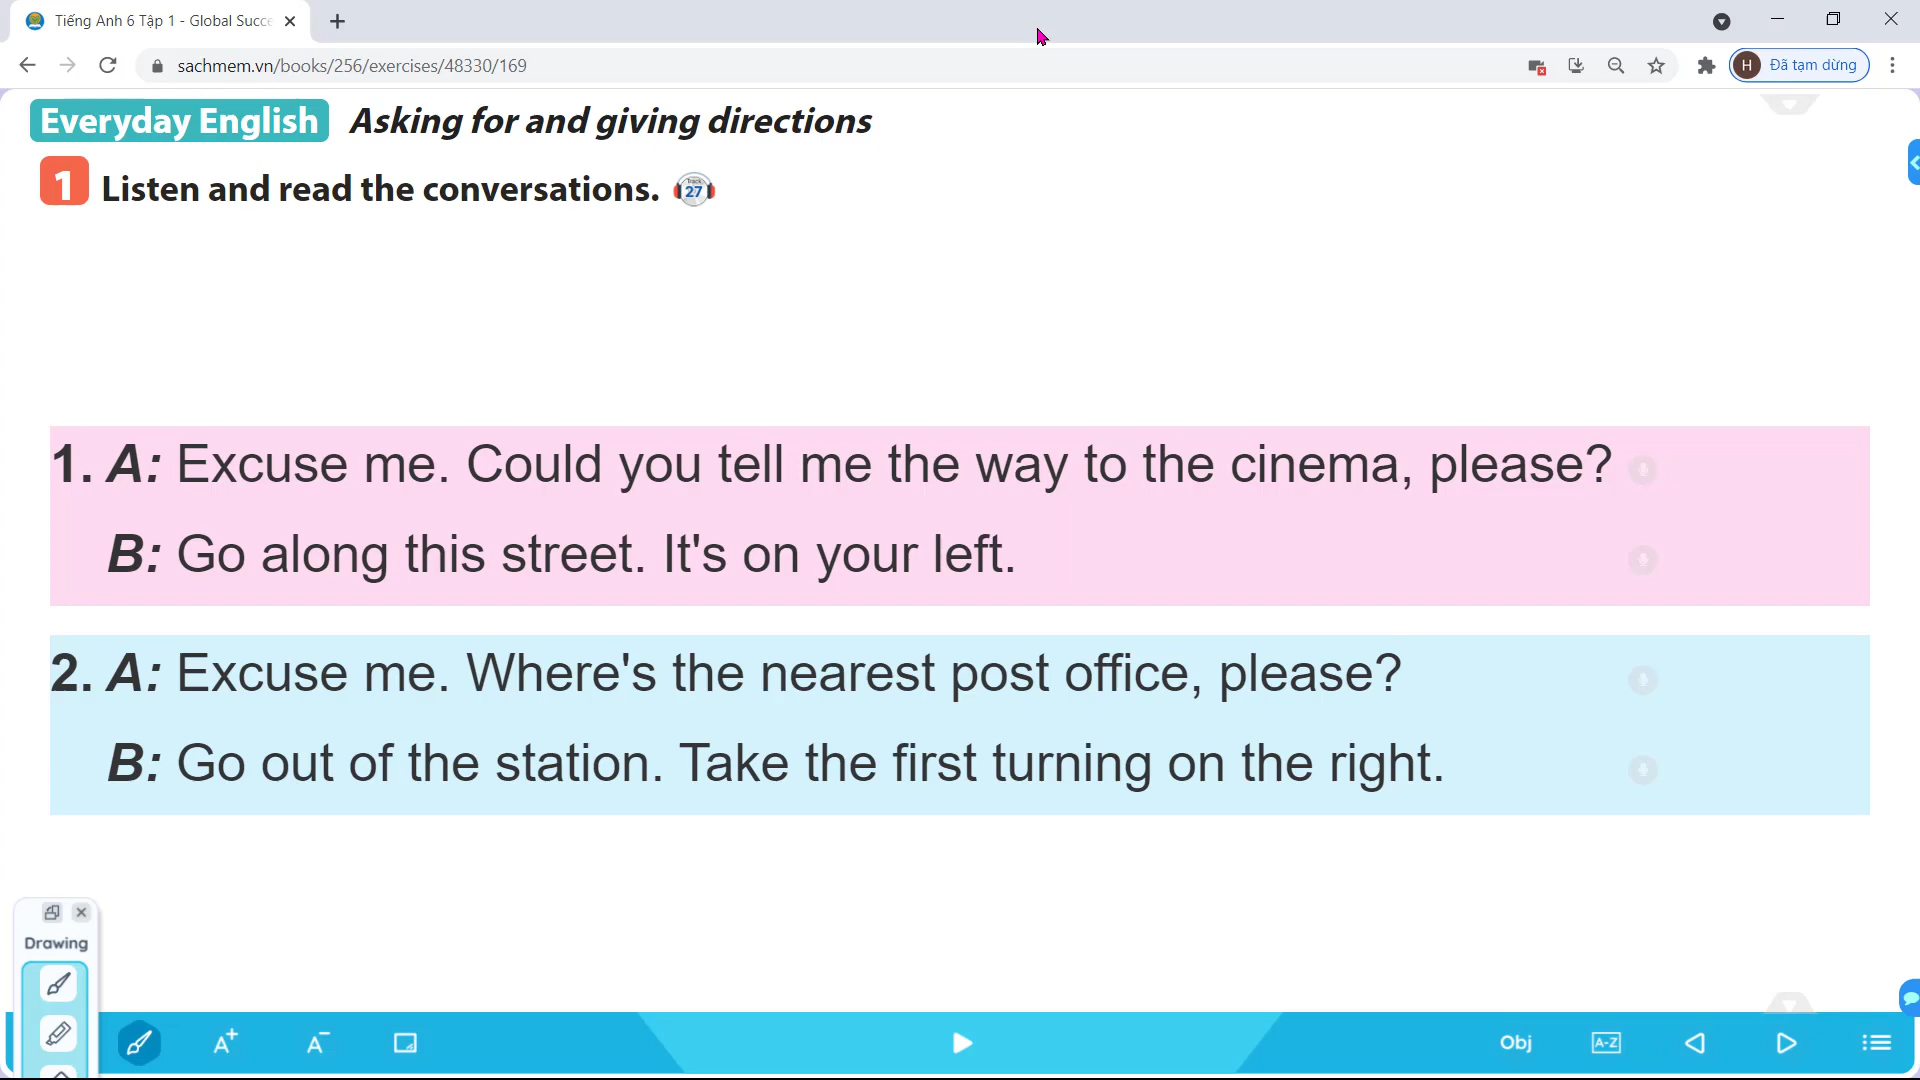 Tiếng Anh 6 Tập 1 - Global Succe
sachmem.vn/books/256/exercises/48330/169
H Đã tạm dừng
Everyday English Asking for and giving directions
1 Listen and read the conversations. Track 27
1. A: Excuse me. Could you tell me the way to the cinema, please?
B: Go along this street. It's on your left.
2. A: Excuse me. Where's the nearest post office, please?
B: Go out of the station. Take the first turning on the right.
Drawing
A+ A− Obj A-Z